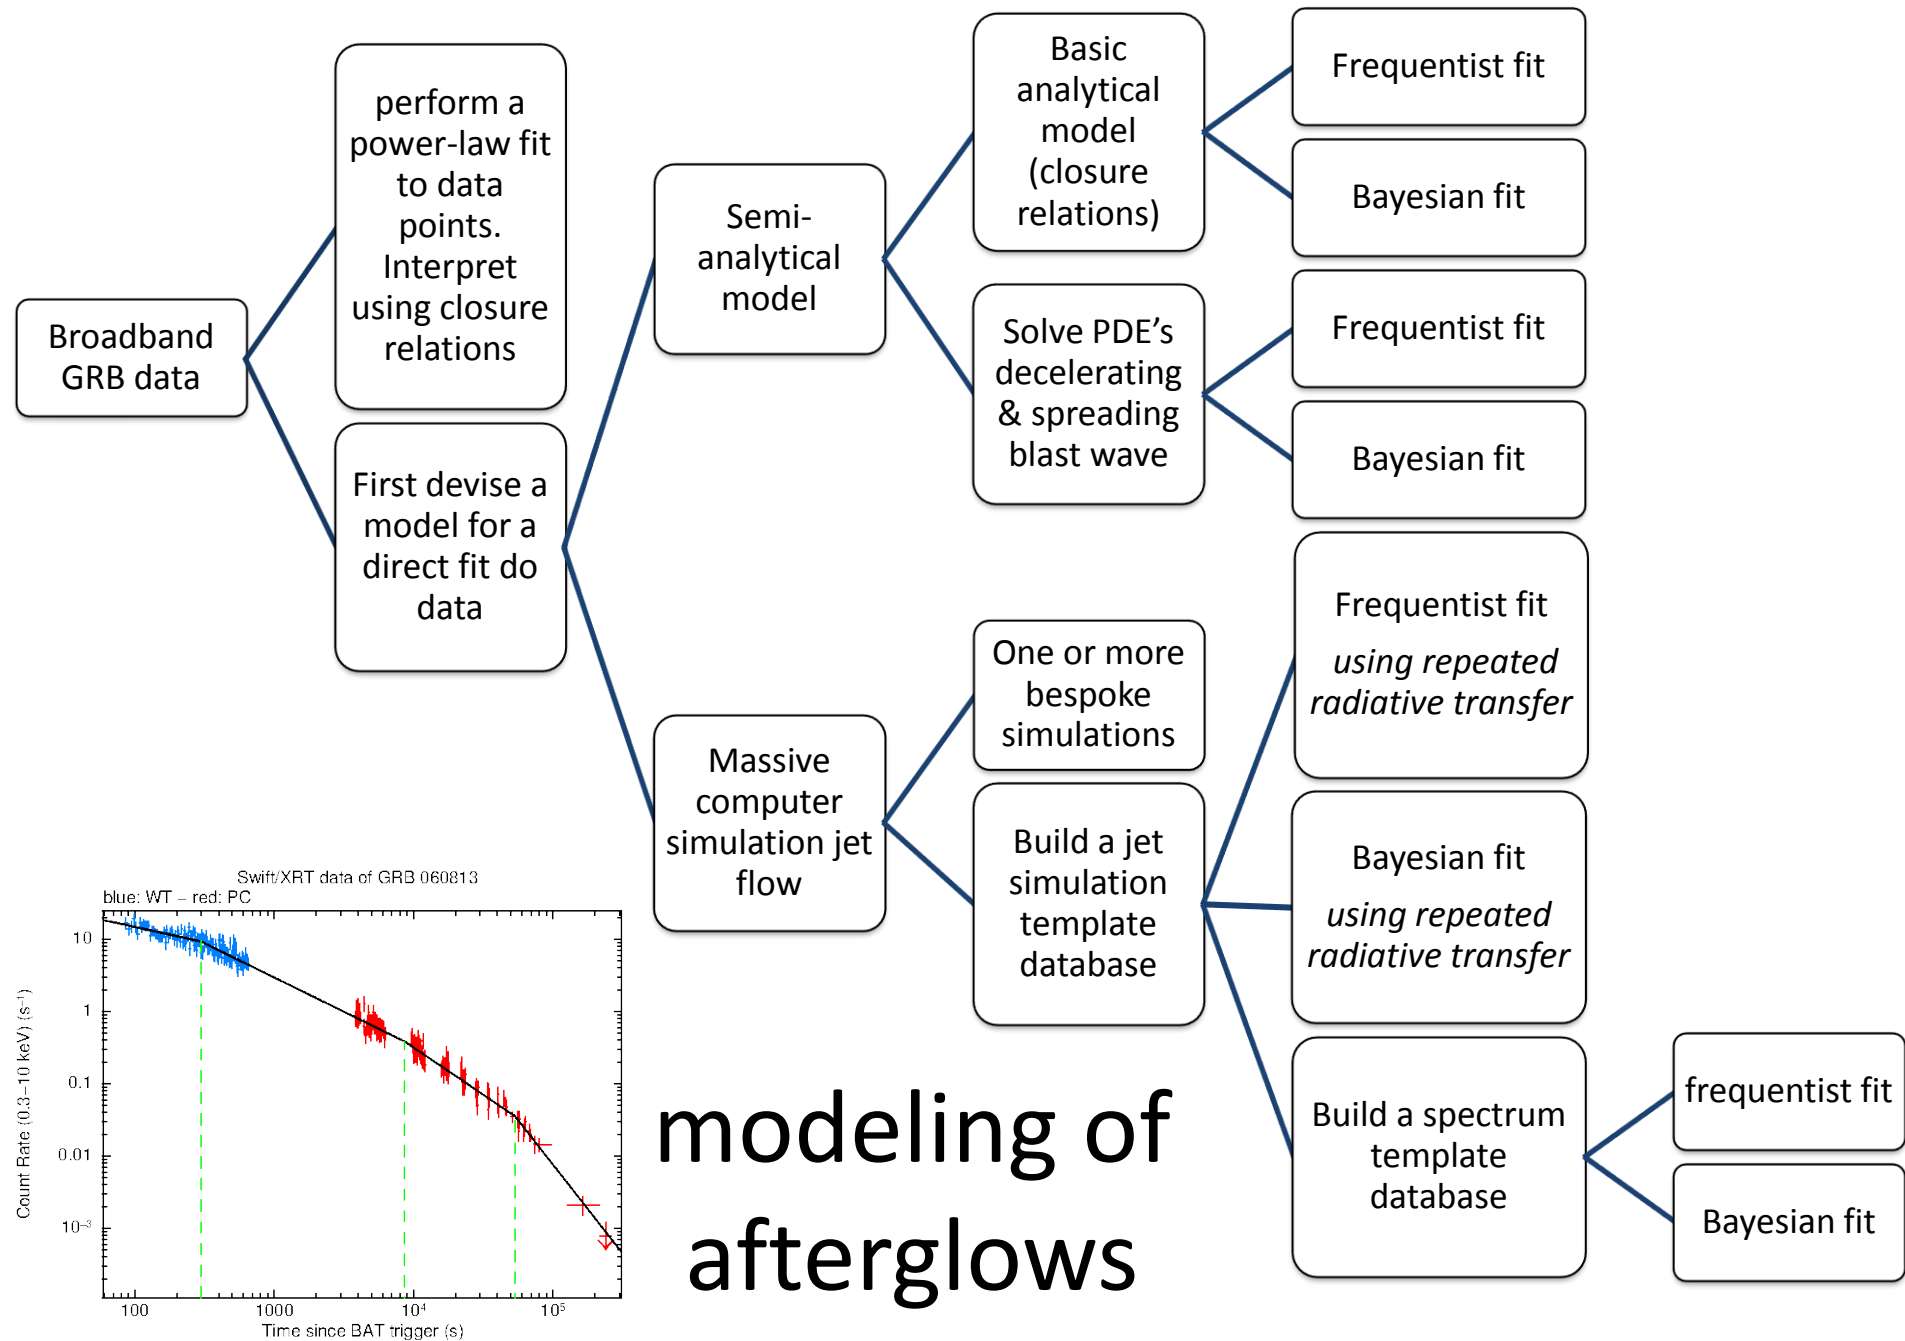 Broadband
GRB data
perform a
power-law fit
to data
points.
Interpret
using closure
relations
First devise a
model for a
direct fit do
data
Semi-
analytical
model
Massive
computer
simulation jet
flow
Basic
analytical
model
(closure
relations)
Solve PDE’s
decelerating
& spreading
blast wave
One or more
bespoke
simulations
Build a jet
simulation
template
database
Frequentist fit
Bayesian fit
Frequentist fit
Bayesian fit
Frequentist fit
using repeated
radiative transfer
Bayesian fit
using repeated
radiative transfer
Build a spectrum
template
database
frequentist fit
Bayesian fit
Swift/XRT data of GRB 060813
blue: WT – red: PC
Count Rate (0.3–10 keV) (s⁻¹)
10
1
0.1
0.01
10⁻³
100
1000
10⁴
10⁵
Time since BAT trigger (s)
modeling of
afterglows